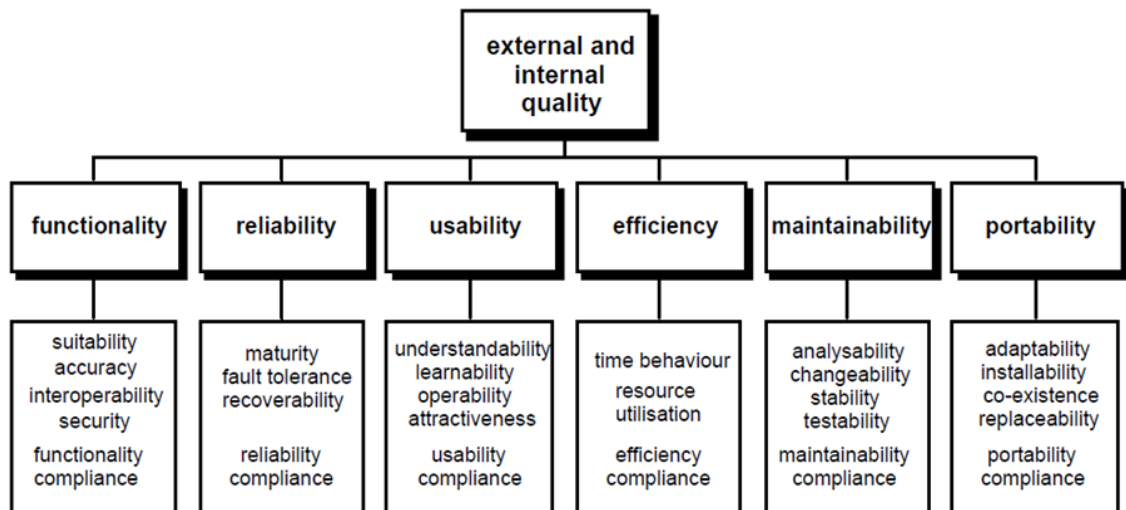 external and
internal
quality
functionality
reliability
usability
efficiency
maintainability
portability
suitability
accuracy
interoperability
security
functionality
compliance
maturity
fault tolerance
recoverability
reliability
compliance
understandability
learnability
operability
attractiveness
usability
compliance
time behaviour
resource
utilisation
efficiency
compliance
analysability
changeability
stability
testability
maintainability
compliance
adaptability
installability
co-existence
replaceability
portability
compliance